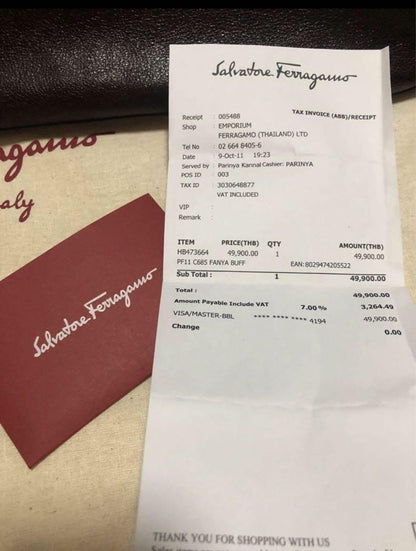 Salvatore Ferragamo
TAX INVOICE (ABB)/RECEIPT
Receipt : 005488
Shop : EMPORIUM
FERRAGAMO (THAILAND) LTD
Tel No : 02 664 8405-6
Date : 9-Oct-11 19:23
Served by : Parinya Kannal Cashier: PARINYA
POS ID : 003
TAX ID : 3030648877
VAT INCLUDED
VIP :
Remark :
ITEM PRICE(THB) QTY AMOUNT(THB)
HB473664 49,900.00 1 49,900.00
PF11 C685 FANYA BUFF EAN:8029474205522
Sub Total : 1 49,900.00
Total : 49,900.00
Amount Payable Include VAT 7.00 % 3,264.49
VISA/MASTER-BBL **** **** **** 4194 49,900.00
Change 0.00
THANK YOU FOR SHOPPING WITH US
Salvatore Ferragamo